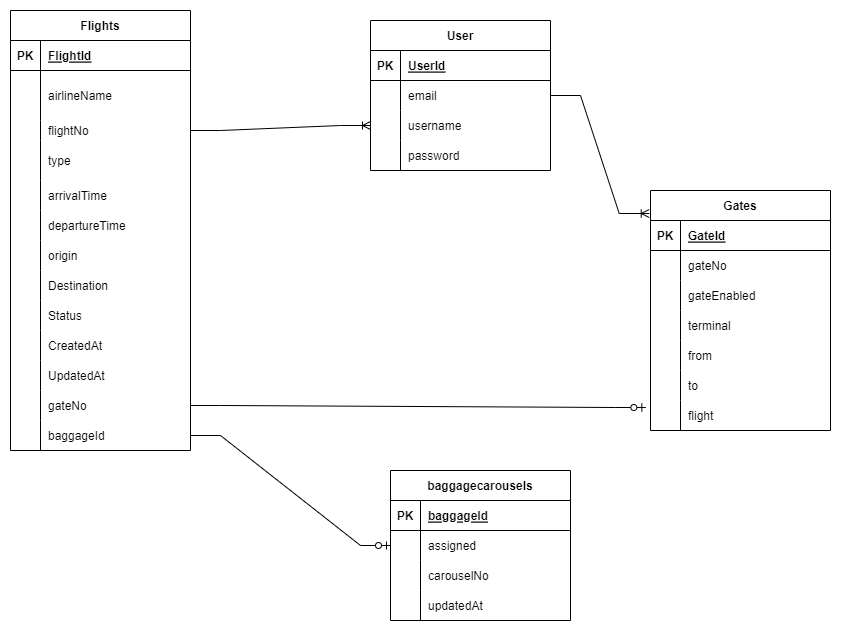 Flights
PK FlightId
airlineName
flightNo
type
arrivalTime
departureTime
origin
Destination
Status
CreatedAt
UpdatedAt
gateNo
baggageId
User
PK UserId
email
username
password
Gates
PK GateId
gateNo
gateEnabled
terminal
from
to
flight
baggagecarousels
PK baggageId
assigned
carouselNo
updatedAt